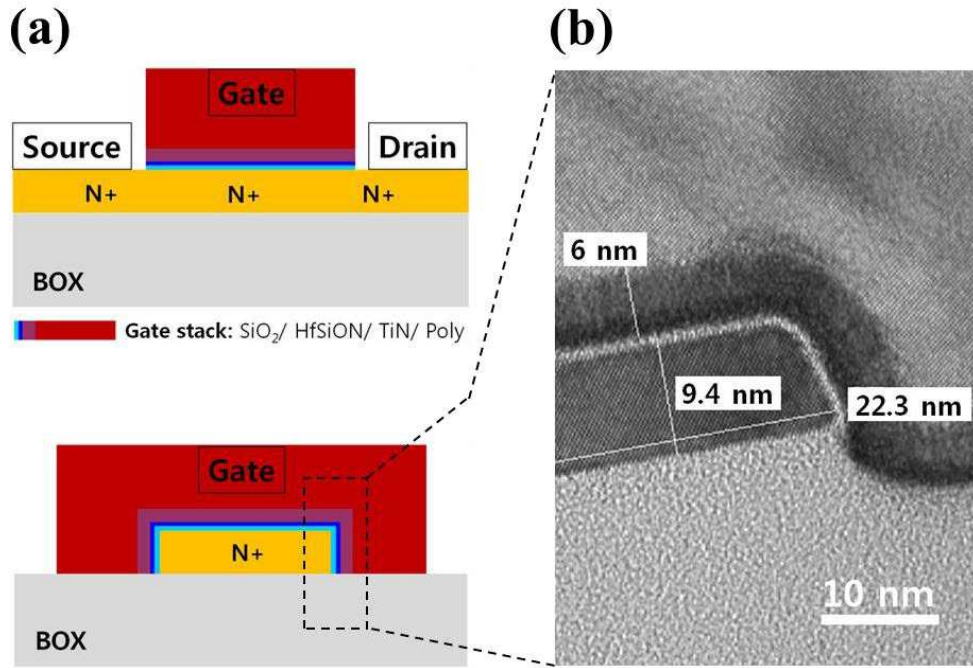 (a)
Gate
Source
Drain
N+ N+ N+
BOX
Gate stack: SiO₂/ HfSiON/ TiN/ Poly
Gate
N+
BOX
(b)
6 nm
9.4 nm
22.3 nm
10 nm